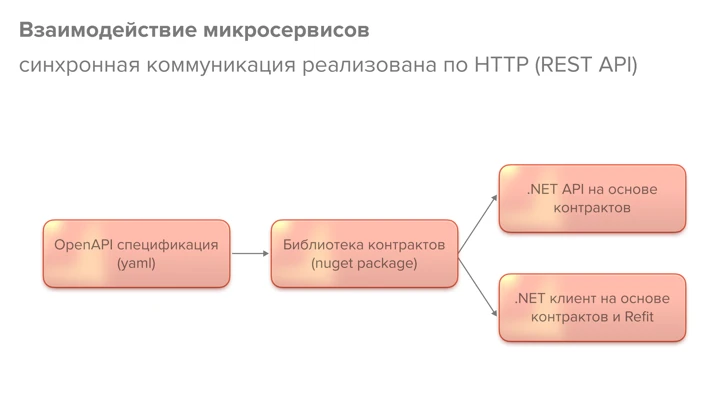 Взаимодействие микросервисов
синхронная коммуникация реализована по HTTP (REST API)
OpenAPI спецификация
(yaml)
Библиотека контрактов
(nuget package)
.NET API на основе
контрактов
.NET клиент на основе
контрактов и Refit